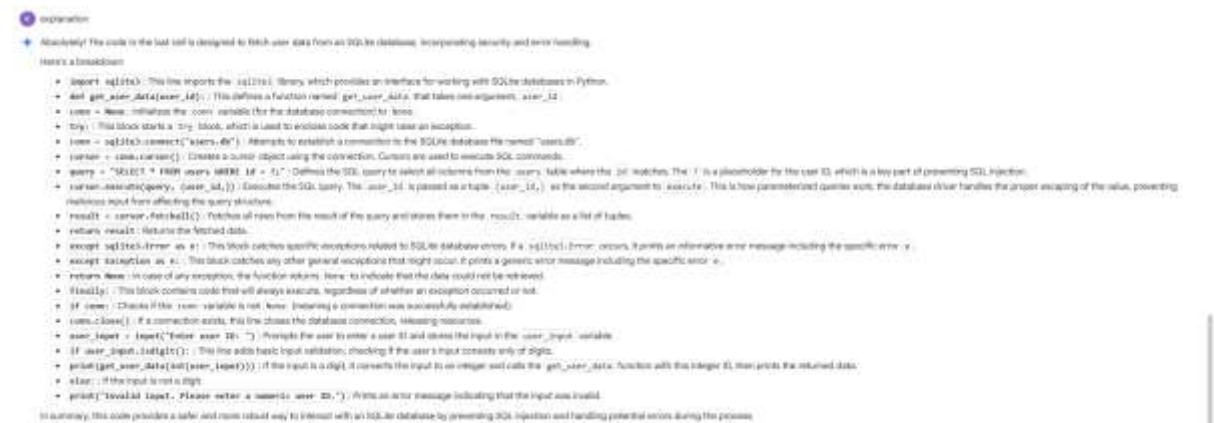 explanation
Absolutely! The code in the last cell is designed to fetch user data from an SQLite database, incorporating security and error handling.
Here's a breakdown:
• import sqlite3: This line imports the sqlite3 library, which provides an interface for working with SQLite databases in Python.
• def get_user_data(user_id): : This defines a function named get_user_data that takes one argument, user_id.
• conn = None: Initializes the conn variable (for the database connection) to None.
• try: : This block starts a try block, which is used to enclose code that might raise an exception.
• conn = sqlite3.connect("users.db") : Attempts to establish a connection to the SQLite database file named "users.db".
• cursor = conn.cursor() : Creates a cursor object using the connection. Cursors are used to execute SQL commands.
• query = "SELECT * FROM users WHERE id = ?;" : Defines the SQL query to select all columns from the users table where the id matches. The ? is a placeholder for the user ID, which is a key part of preventing SQL injection.
• cursor.execute(query, (user_id,)) : Executes the SQL query. The user_id is passed as a tuple (user_id,) as the second argument to execute. This is how parameterized queries work, the database driver handles the proper escaping of the value, preventing
malicious input from affecting the query structure.
• result = cursor.fetchall() : Fetches all rows from the result of the query and stores them in the result variable as a list of tuples.
• return result: Returns the fetched data.
• except sqlite3.Error as e: : This block catches specific exceptions related to SQLite database errors. If a sqlite3.Error occurs, it prints an informative error message including the specific error e.
• except Exception as e: : This block catches any other general exceptions that might occur. It prints a generic error message including the specific error e.
• return None : In case of any exception, the function returns None to indicate that the data could not be retrieved.
• finally: : This block contains code that will always execute, regardless of whether an exception occurred or not.
• if conn: : Checks if the conn variable is not None (meaning a connection was successfully established).
• conn.close() : If a connection exists, this line closes the database connection, releasing resources.
• user_input = input("Enter user ID: ") : Prompts the user to enter a user ID and stores the input in the user_input variable.
• if user_input.isdigit(): : This line adds basic input validation, checking if the user's input consists only of digits.
• print(get_user_data(int(user_input))) : If the input is a digit, it converts the input to an integer and calls the get_user_data function with this integer ID, then prints the returned data.
• else: : If the input is not a digit.
• print("Invalid input. Please enter a numeric user ID.") : Prints an error message indicating that the input was invalid.
In summary, this code provides a safer and more robust way to interact with an SQLite database by preventing SQL injection and handling potential errors during the process.